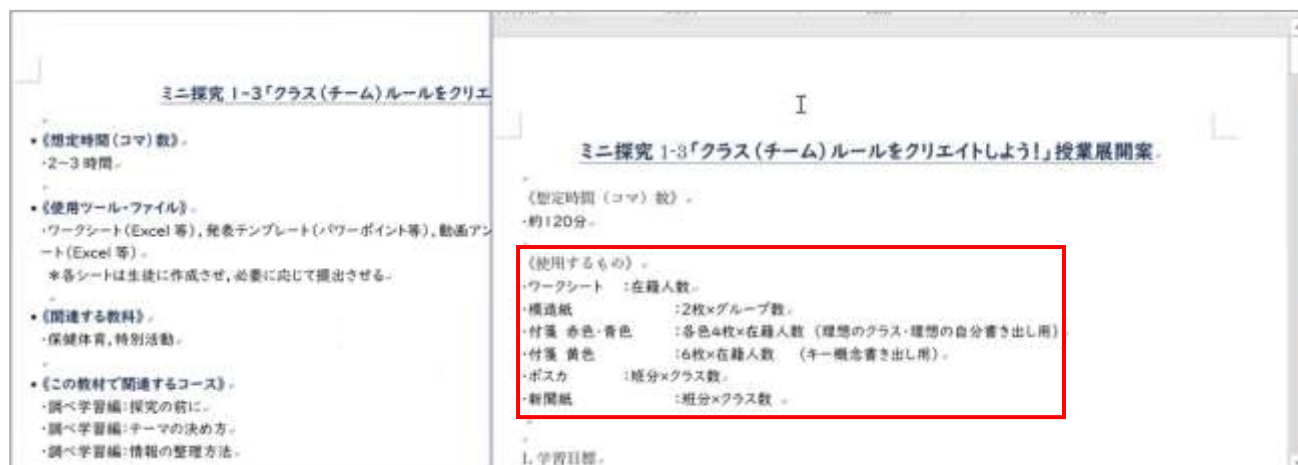 ミニ探究 1-3「クラス(チーム)ルールをクリエ
《想定時間(コマ)数》
・2~3 時間
《使用ツール・ファイル》
・ワークシート(Excel 等),発表テンプレート(パワーポイント等),動画アン
ート(Excel 等)
＊各シートは生徒に作成させ,必要に応じて提出させる
《関連する教科》
・保健体育,特別活動
《この教材で関連するコース》
・調べ学習編:探究の前に
・調べ学習編:テーマの決め方
・調べ学習編:情報の整理方法
ミニ探究 1-3「クラス(チーム)ルールをクリエイトしよう!」授業展開案
《想定時間(コマ)数》
・約120分
《使用するもの》
・ワークシート :在籍人数
・模造紙 :2枚×グループ数
・付箋 赤色・青色 :各色4枚×在籍人数 (理想のクラス・理想の自分書き出し用)
・付箋 黄色 :6枚×在籍人数 (キー概念書き出し用)
・ポスカ :班分×クラス数
・新聞紙 :班分×クラス数
1. 学習目標